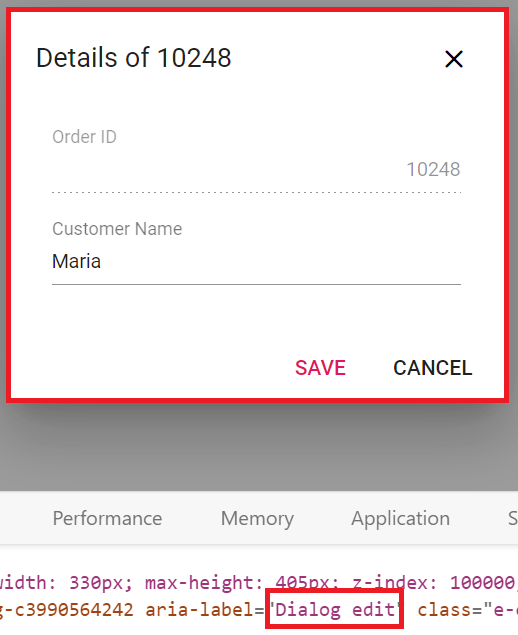 Details of 10248
Order ID
10248
Customer Name
Maria
SAVE CANCEL
Performance Memory Application S
width: 330px; max-height: 405px; z-index: 100000,
g-c3990564242 aria-label="Dialog edit" class="e-